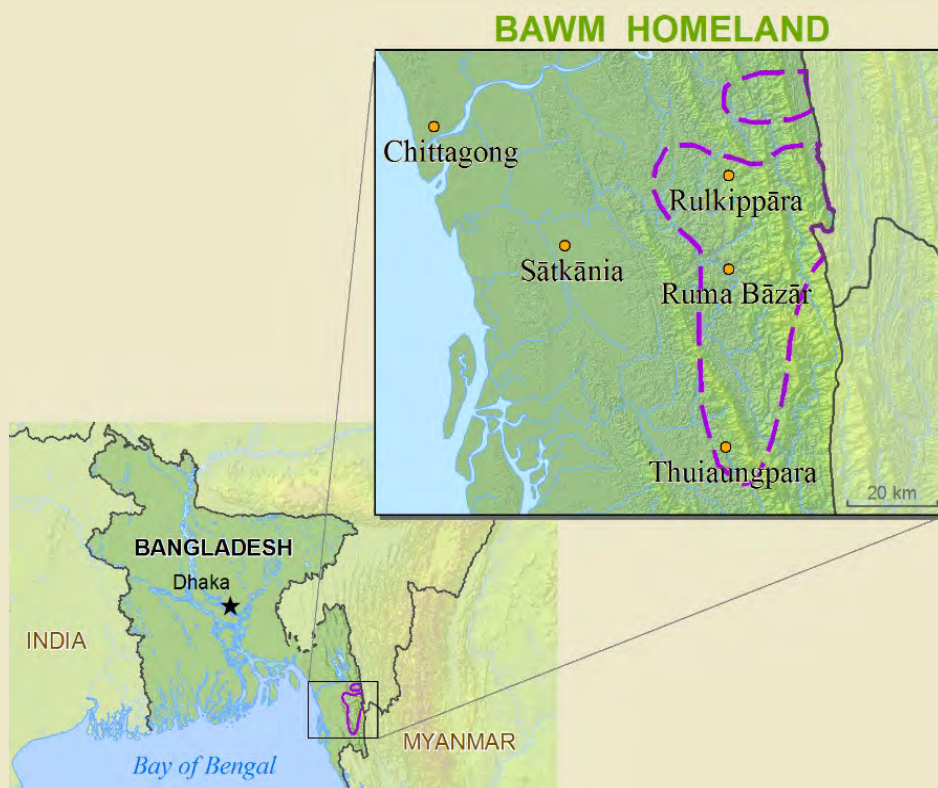 BAWM HOMELAND
Chittagong
Rulkippāra
Sātkānia
Ruma Bāzār
Thuiaungpara
20 km
BANGLADESH
Dhaka
INDIA
MYANMAR
Bay of Bengal